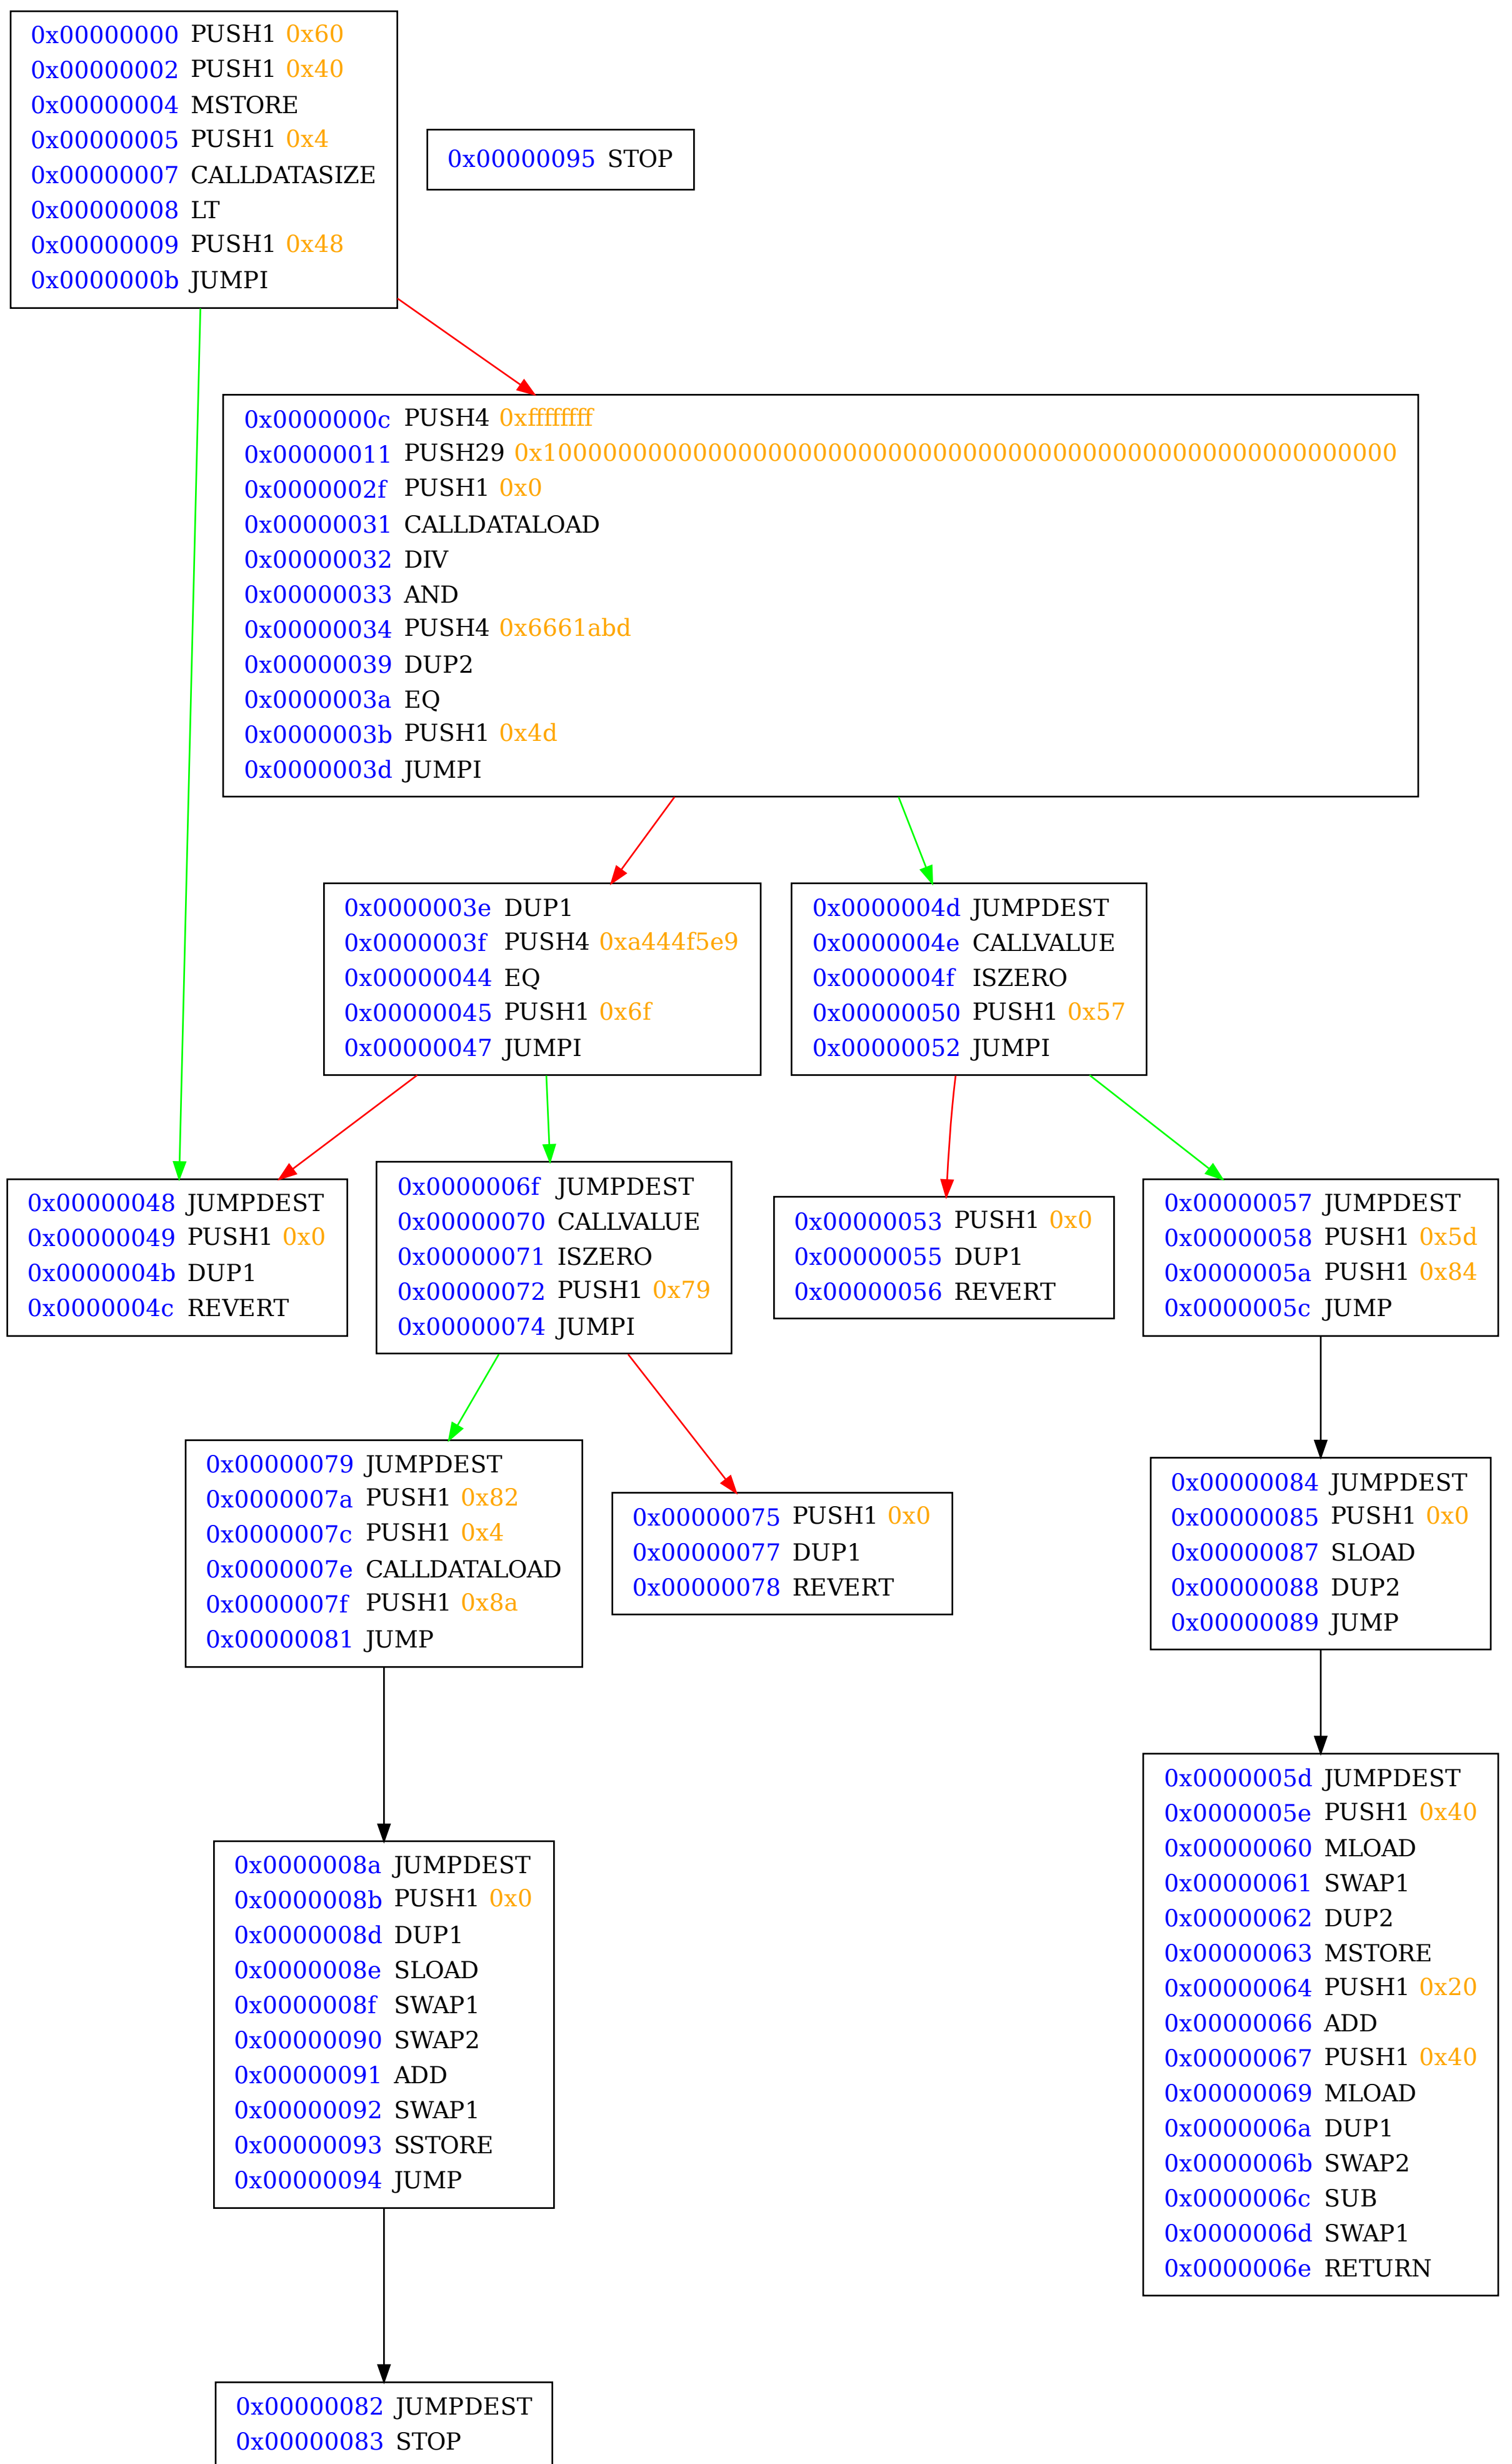 0x00000000 PUSH1 0x60
0x00000002 PUSH1 0x40
0x00000004 MSTORE
0x00000005 PUSH1 0x4
0x00000007 CALLDATASIZE
0x00000008 LT
0x00000009 PUSH1 0x48
0x0000000b JUMPI
0x00000095 STOP
0x0000000c PUSH4 0xffffffff
0x00000011 PUSH29 0x100000000000000000000000000000000000000000000000000000000
0x0000002f PUSH1 0x0
0x00000031 CALLDATALOAD
0x00000032 DIV
0x00000033 AND
0x00000034 PUSH4 0x6661abd
0x00000039 DUP2
0x0000003a EQ
0x0000003b PUSH1 0x4d
0x0000003d JUMPI
0x0000003e DUP1
0x0000003f PUSH4 0xa444f5e9
0x00000044 EQ
0x00000045 PUSH1 0x6f
0x00000047 JUMPI
0x0000004d JUMPDEST
0x0000004e CALLVALUE
0x0000004f ISZERO
0x00000050 PUSH1 0x57
0x00000052 JUMPI
0x00000048 JUMPDEST
0x00000049 PUSH1 0x0
0x0000004b DUP1
0x0000004c REVERT
0x0000006f JUMPDEST
0x00000070 CALLVALUE
0x00000071 ISZERO
0x00000072 PUSH1 0x79
0x00000074 JUMPI
0x00000053 PUSH1 0x0
0x00000055 DUP1
0x00000056 REVERT
0x00000057 JUMPDEST
0x00000058 PUSH1 0x5d
0x0000005a PUSH1 0x84
0x0000005c JUMP
0x00000079 JUMPDEST
0x0000007a PUSH1 0x82
0x0000007c PUSH1 0x4
0x0000007e CALLDATALOAD
0x0000007f PUSH1 0x8a
0x00000081 JUMP
0x00000075 PUSH1 0x0
0x00000077 DUP1
0x00000078 REVERT
0x00000084 JUMPDEST
0x00000085 PUSH1 0x0
0x00000087 SLOAD
0x00000088 DUP2
0x00000089 JUMP
0x0000008a JUMPDEST
0x0000008b PUSH1 0x0
0x0000008d DUP1
0x0000008e SLOAD
0x0000008f SWAP1
0x00000090 SWAP2
0x00000091 ADD
0x00000092 SWAP1
0x00000093 SSTORE
0x00000094 JUMP
0x0000005d JUMPDEST
0x0000005e PUSH1 0x40
0x00000060 MLOAD
0x00000061 SWAP1
0x00000062 DUP2
0x00000063 MSTORE
0x00000064 PUSH1 0x20
0x00000066 ADD
0x00000067 PUSH1 0x40
0x00000069 MLOAD
0x0000006a DUP1
0x0000006b SWAP2
0x0000006c SUB
0x0000006d SWAP1
0x0000006e RETURN
0x00000082 JUMPDEST
0x00000083 STOP